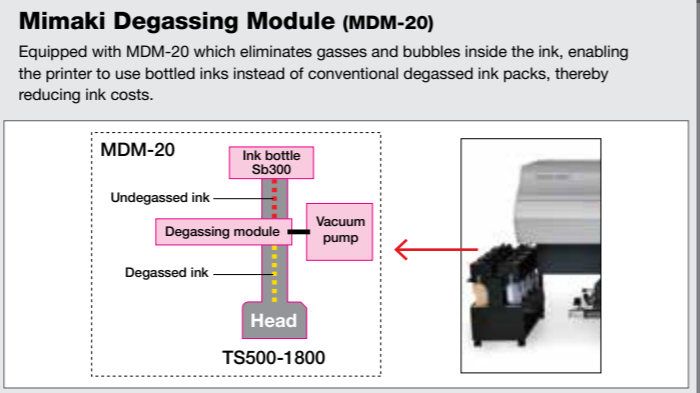 Mimaki Degassing Module (MDM-20)
Equipped with MDM-20 which eliminates gasses and bubbles inside the ink, enabling
the printer to use bottled inks instead of conventional degassed ink packs, thereby
reducing ink costs.
MDM-20
Ink bottle
Sb300
Undegassed ink
Degassing module
Vacuum
pump
Degassed ink
Head
TS500-1800